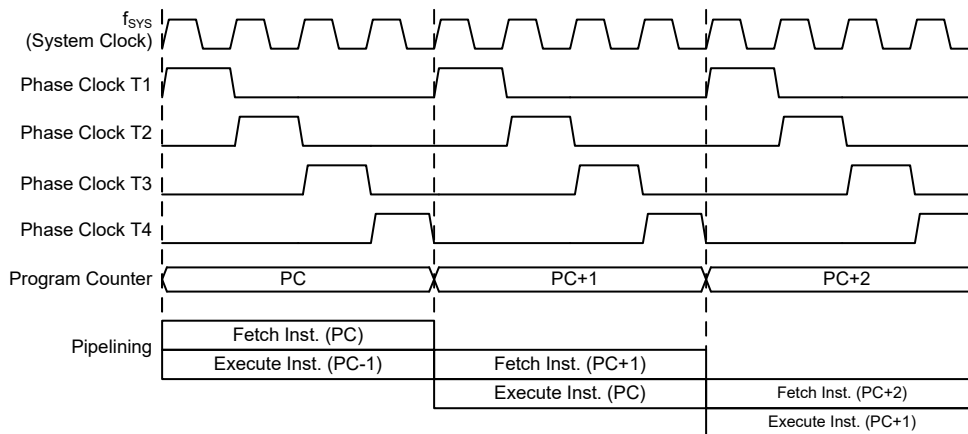 fSYS
(System Clock)
Phase Clock T1
Phase Clock T2
Phase Clock T3
Phase Clock T4
Program Counter PC PC+1 PC+2
Pipelining
Fetch Inst. (PC)
Execute Inst. (PC-1) Fetch Inst. (PC+1)
Execute Inst. (PC) Fetch Inst. (PC+2)
Execute Inst. (PC+1)